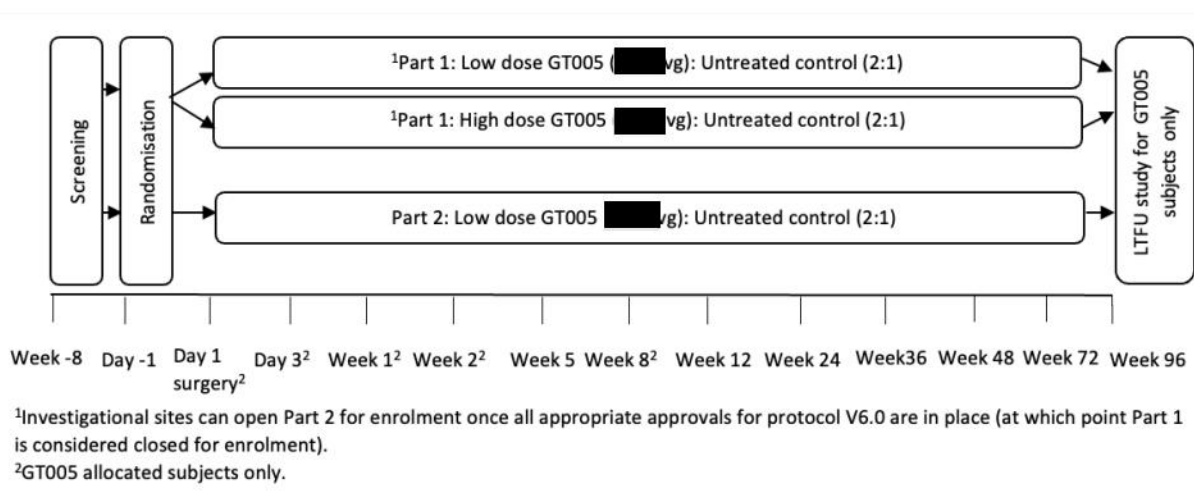 Screening
Randomisation
¹Part 1: Low dose GT005 ( vg): Untreated control (2:1)
¹Part 1: High dose GT005 vg): Untreated control (2:1)
Part 2: Low dose GT005 vg): Untreated control (2:1)
LTFU study for GT005
subjects only
Week -8 Day -1 Day 1 Day 3² Week 1² Week 2² Week 5 Week 8² Week 12 Week 24 Week36 Week 48 Week 72 Week 96
surgery²
¹Investigational sites can open Part 2 for enrolment once all appropriate approvals for protocol V6.0 are in place (at which point Part 1
is considered closed for enrolment).
²GT005 allocated subjects only.